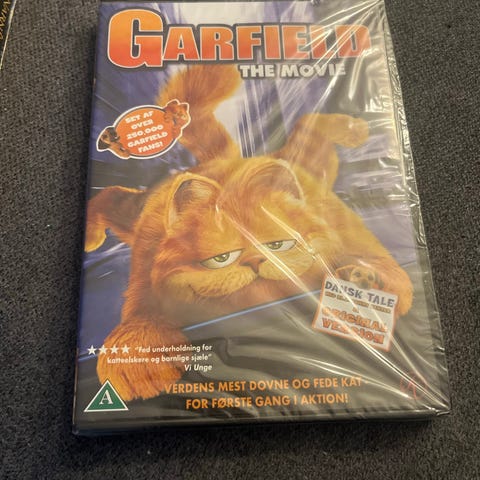 GARFIELD
THE MOVIE
SET AF
OVER
250.000
GARFIELD
FANS!
DANSK TALE
ORIGINAL
VERSION
"Fed underholdning for
katteelskere og barnlige sjæle"
Vi Unge
A
VERDENS MEST DOVNE OG FEDE KAT
FOR FØRSTE GANG I AKTION!